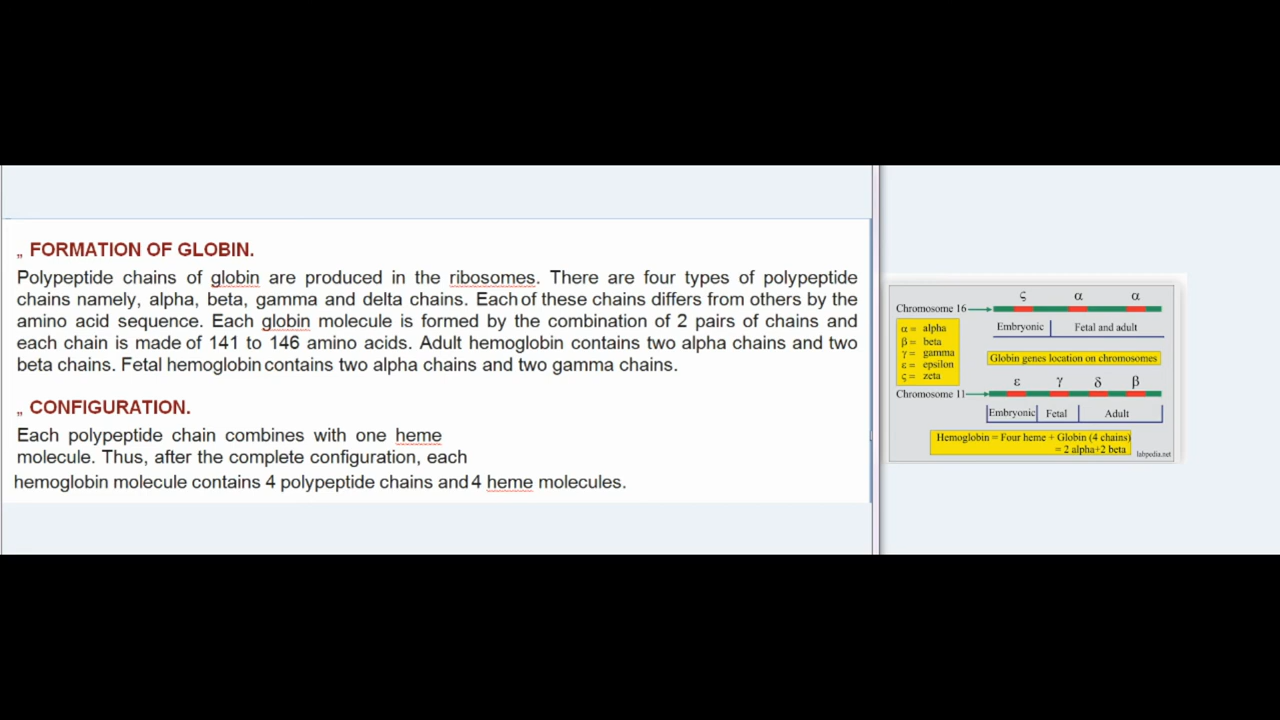 „ FORMATION OF GLOBIN.
Polypeptide chains of globin are produced in the ribosomes. There are four types of polypeptide
chains namely, alpha, beta, gamma and delta chains. Each of these chains differs from others by the
amino acid sequence. Each globin molecule is formed by the combination of 2 pairs of chains and
each chain is made of 141 to 146 amino acids. Adult hemoglobin contains two alpha chains and two
beta chains. Fetal hemoglobin contains two alpha chains and two gamma chains.
„ CONFIGURATION.
Each polypeptide chain combines with one heme
molecule. Thus, after the complete configuration, each
hemoglobin molecule contains 4 polypeptide chains and 4 heme molecules.
ς α α
Chromosome 16
Embryonic Fetal and adult
α = alpha
β = beta
γ = gamma
ε = epsilon
ς = zeta
Globin genes location on chromosomes
ε γ δ β
Chromosome 11
Embryonic Fetal Adult
Hemoglobin = Four heme + Globin (4 chains)
= 2 alpha+2 beta
labpedia.net